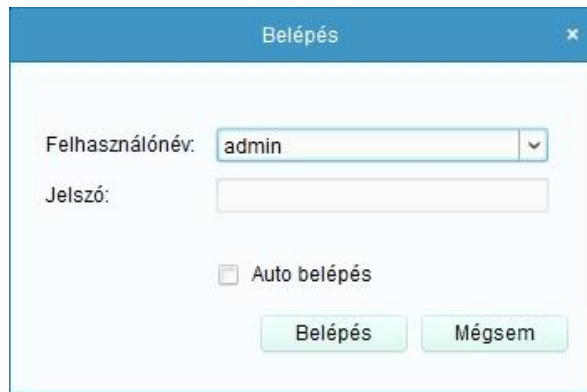 Belépés ×
Felhasználónév: admin
Jelszó:
Auto belépés
Belépés Mégsem